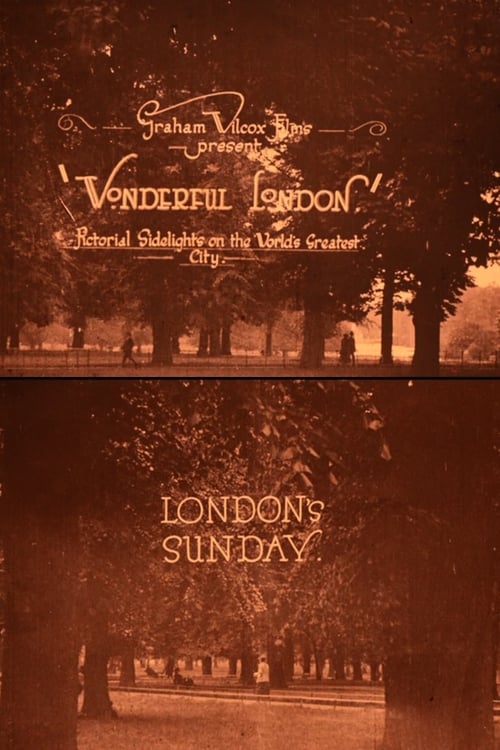 Graham Wilcox Films
present
"Wonderful London."
Pictorial Sidelights on the World's Greatest
City.
LONDON'S
SUNDAY.